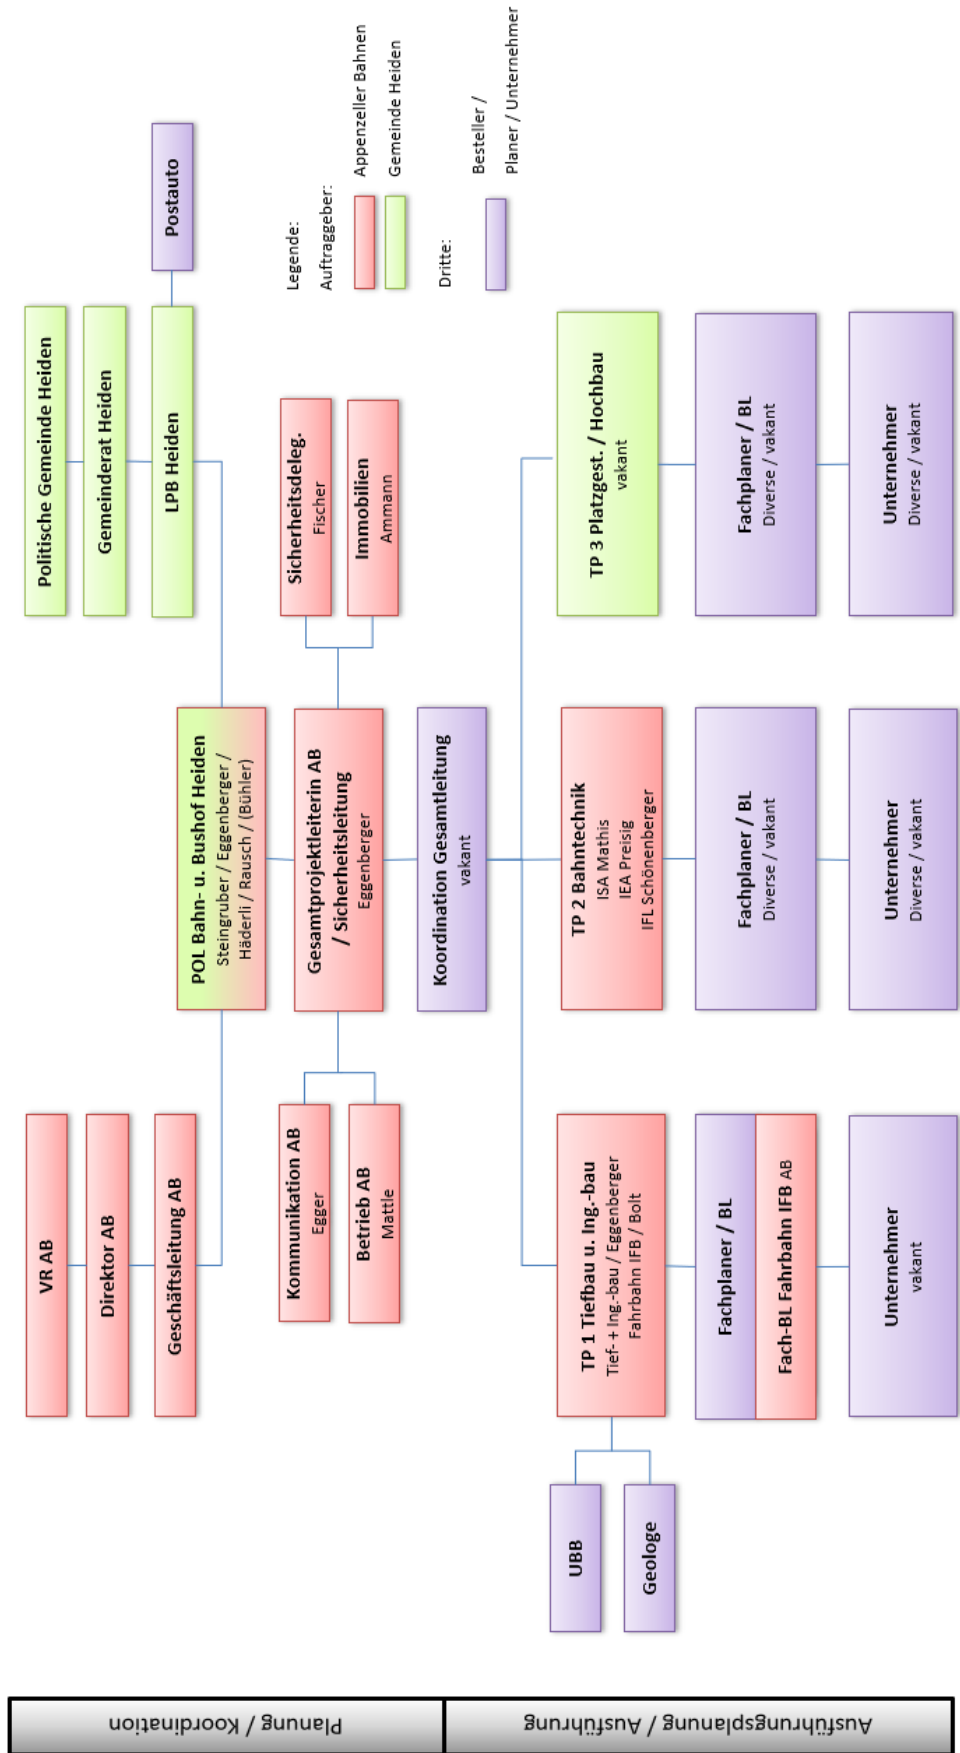 Planung / Koordination
Ausführungsplanung / Ausführung
VR AB
Direktor AB
Geschäftsleitung AB
Politische Gemeinde Heiden
Gemeinderat Heiden
LPB Heiden
Postauto
POL Bahn- u. Bushof Heiden
Steingruber / Eggenberger /
Häderli / Rausch / (Bühler)
Kommunikation AB
Egger
Betrieb AB
Mattle
Gesamtprojektleiterin AB
/ Sicherheitsleitung
Eggenberger
Sicherheitsdeleg.
Fischer
Immobilien
Ammann
Legende:
Auftraggeber:
Appenzeller Bahnen
Gemeinde Heiden
Dritte:
Besteller /
Planer / Unternehmer
Koordination Gesamtleitung
vakant
UBB
Geologe
TP 1 Tiefbau u. Ing.-bau
Tief- + Ing.-bau / Eggenberger
Fahrbahn IFB / Bolt
TP 2 Bahntechnik
ISA Mathis
IEA Preisig
IFL Schönenberger
TP 3 Platzgest. / Hochbau
vakant
Fachplaner / BL
Fach-BL Fahrbahn IFB AB
Fachplaner / BL
Diverse / vakant
Fachplaner / BL
Diverse / vakant
Unternehmer
vakant
Unternehmer
Diverse / vakant
Unternehmer
Diverse / vakant